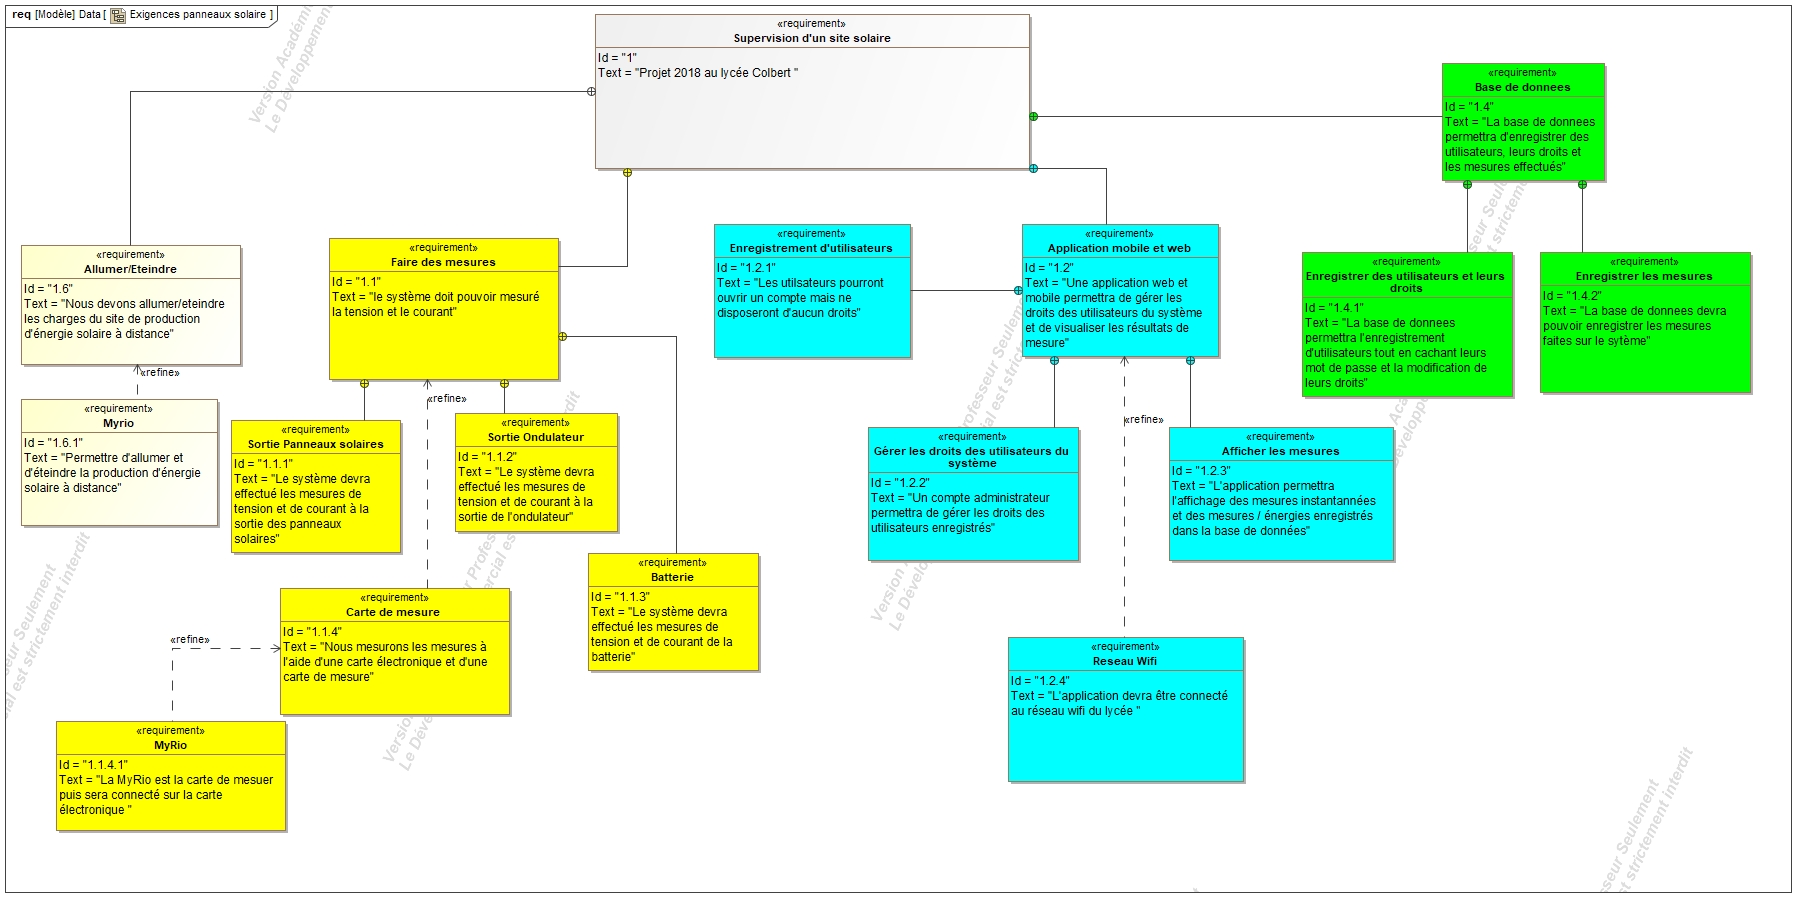 req [Modèle] Data [ Exigences panneaux solaire ]
«requirement»
Supervision d'un site solaire
Id = "1"
Text = "Projet 2018 au lycée Colbert "
«requirement»
Base de donnees
Id = "1.4"
Text = "La base de donnees
permettra d'enregistrer des
utilisateurs, leurs droits et
les mesures effectués"
«requirement»
Allumer/Eteindre
Id = "1.6"
Text = "Nous devons allumer/eteindre
les charges du site de production
d'énergie solaire à distance"
«refine»
«requirement»
Myrio
Id = "1.6.1"
Text = "Permettre d'allumer et
d'éteindre la production d'énergie
solaire à distance"
«requirement»
Faire des mesures
Id = "1.1"
Text = "le système doit pouvoir mesuré
la tension et le courant"
«refine»
«requirement»
Sortie Panneaux solaires
Id = "1.1.1"
Text = "Le système devra
effectué les mesures de
tension et de courant à la
sortie des panneaux
solaires"
«requirement»
Sortie Ondulateur
Id = "1.1.2"
Text = "Le système devra
effectué les mesures de
tension et de courant à la
sortie de l'ondulateur"
«requirement»
Batterie
Id = "1.1.3"
Text = "Le système devra
effectué les mesures de
tension et de courant de la
batterie"
«requirement»
Carte de mesure
Id = "1.1.4"
Text = "Nous mesurons les mesures à
l'aide d'une carte électronique et d'une
carte de mesure"
«refine»
«requirement»
MyRio
Id = "1.1.4.1"
Text = "La MyRio est la carte de mesuer
puis sera connecté sur la carte
électronique "
«requirement»
Enregistrement d'utilisateurs
Id = "1.2.1"
Text = "Les utilsateurs pourront
ouvrir un compte mais ne
disposeront d'aucun droits"
«requirement»
Application mobile et web
Id = "1.2"
Text = "Une application web et
mobile permettra de gérer les
droits des utilisateurs du système
et de visualiser les résultats de
mesure"
«refine»
«requirement»
Gérer les droits des utilisateurs du
système
Id = "1.2.2"
Text = "Un compte administrateur
permettra de gérer les droits des
utilisateurs enregistrés"
«requirement»
Afficher les mesures
Id = "1.2.3"
Text = "L'application permettra
l'affichage des mesures instantannées
et des mesures / énergies enregistrés
dans la base de données"
«requirement»
Reseau Wifi
Id = "1.2.4"
Text = "L'application devra être connecté
au réseau wifi du lycée "
«requirement»
Enregistrer des utilisateurs et leurs
droits
Id = "1.4.1"
Text = "La base de donnees
permettra l'enregistrement
d'utilisateurs tout en cachant leurs
mot de passe et la modification de
leurs droits"
«requirement»
Enregistrer les mesures
Id = "1.4.2"
Text = "La base de donnees devra
pouvoir enregistrer les mesures
faites sur le sytème"